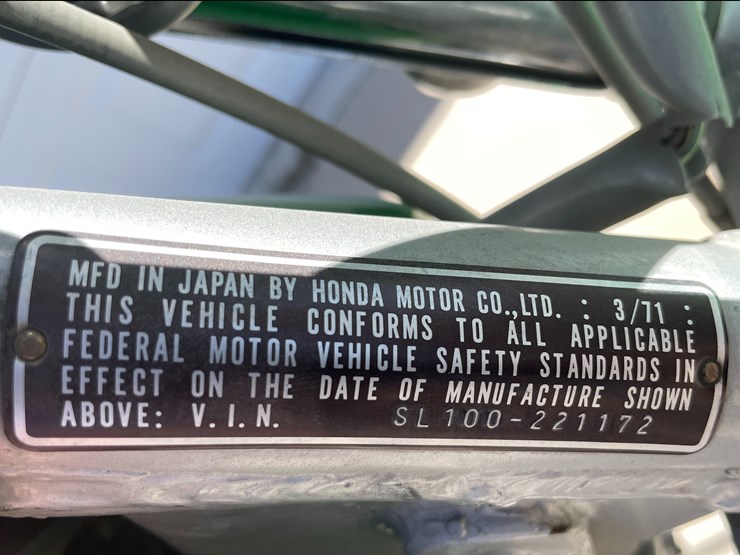 MFD IN JAPAN BY HONDA MOTOR CO.,LTD. : 3/71 :
THIS VEHICLE CONFORMS TO ALL APPLICABLE
FEDERAL MOTOR VEHICLE SAFETY STANDARDS IN
EFFECT ON THE DATE OF MANUFACTURE SHOWN
ABOVE: V.I.N. SL100-221172